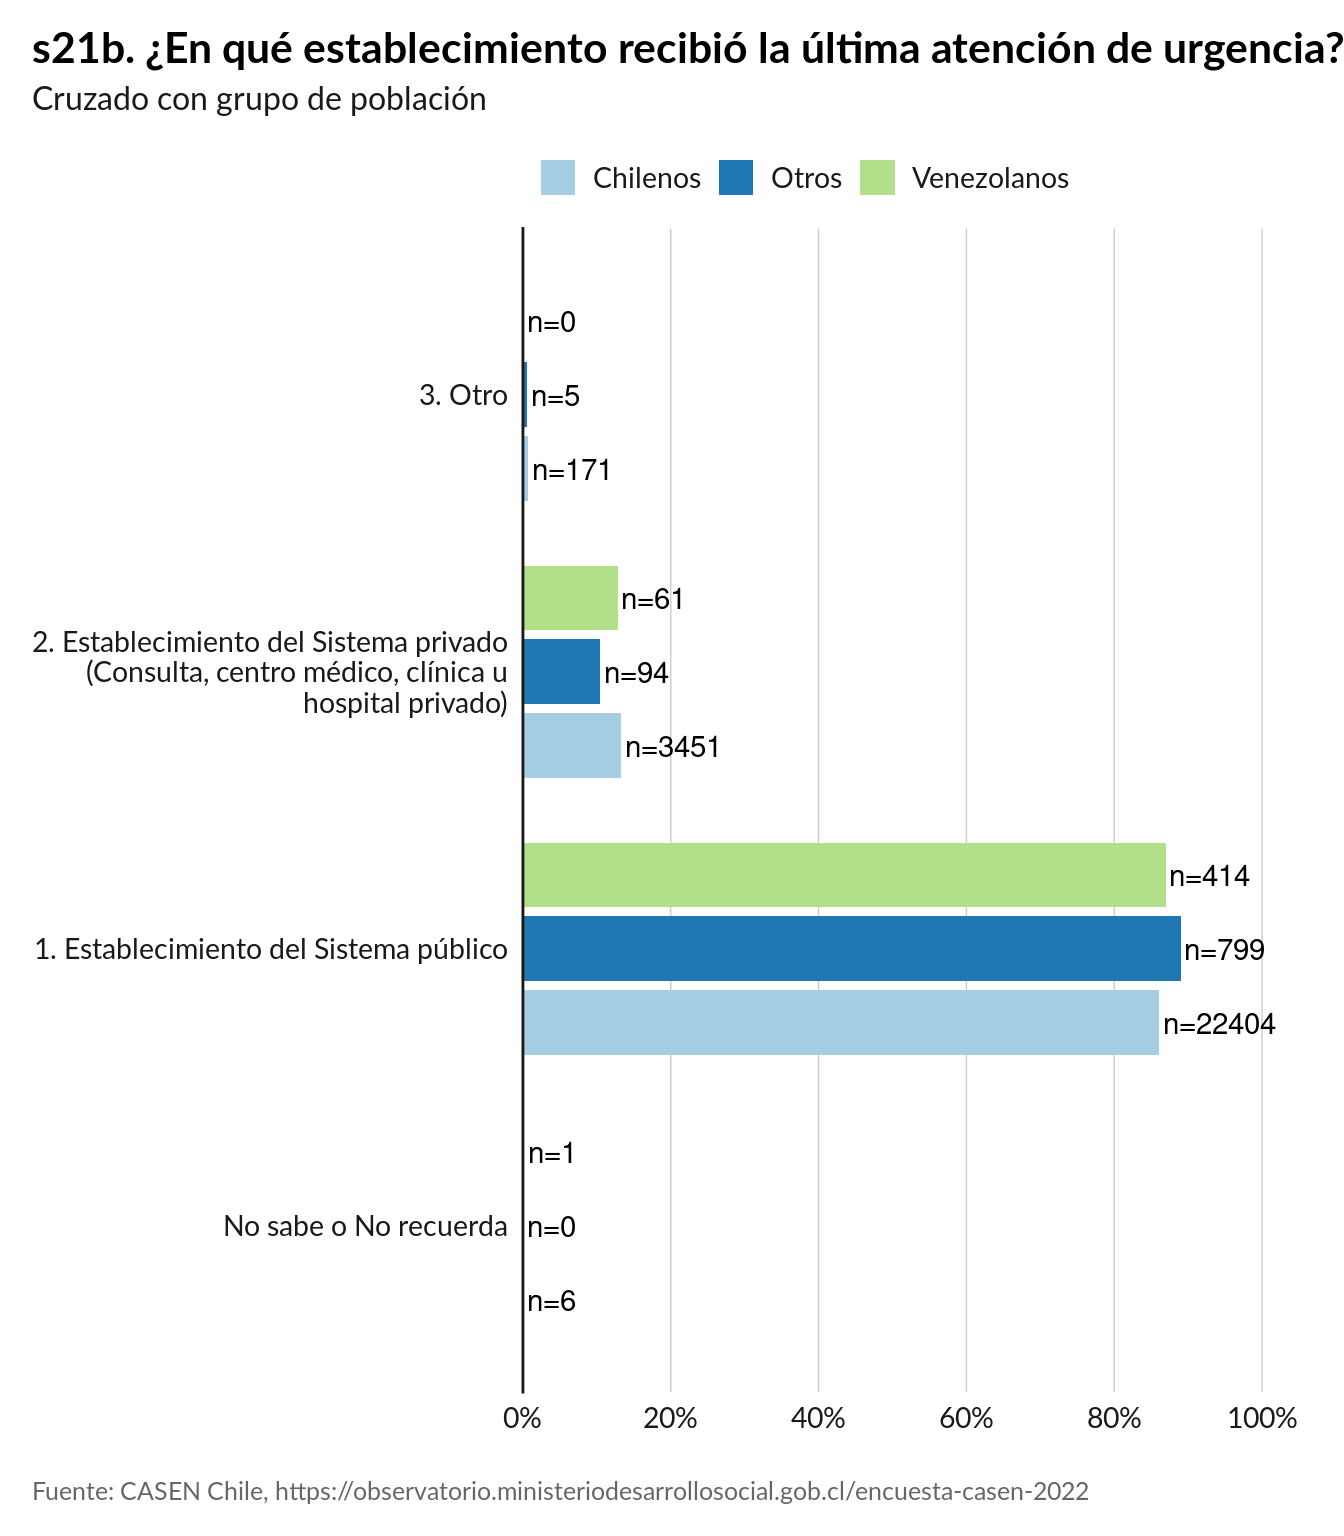 s21b. ¿En qué establecimiento recibió la última atención de urgencia?
Cruzado con grupo de población
Chilenos
Otros
Venezolanos
n=0
3. Otro
n=5
n=171
n=61
2. Establecimiento del Sistema privado
(Consulta, centro médico, clínica u
hospital privado)
n=94
n=3451
n=414
1. Establecimiento del Sistema público
n=799
n=22404
n=1
No sabe o No recuerda
n=0
n=6
0%
20%
40%
60%
80%
100%
Fuente: CASEN Chile, https://observatorio.ministeriodesarrollosocial.gob.cl/encuesta-casen-2022